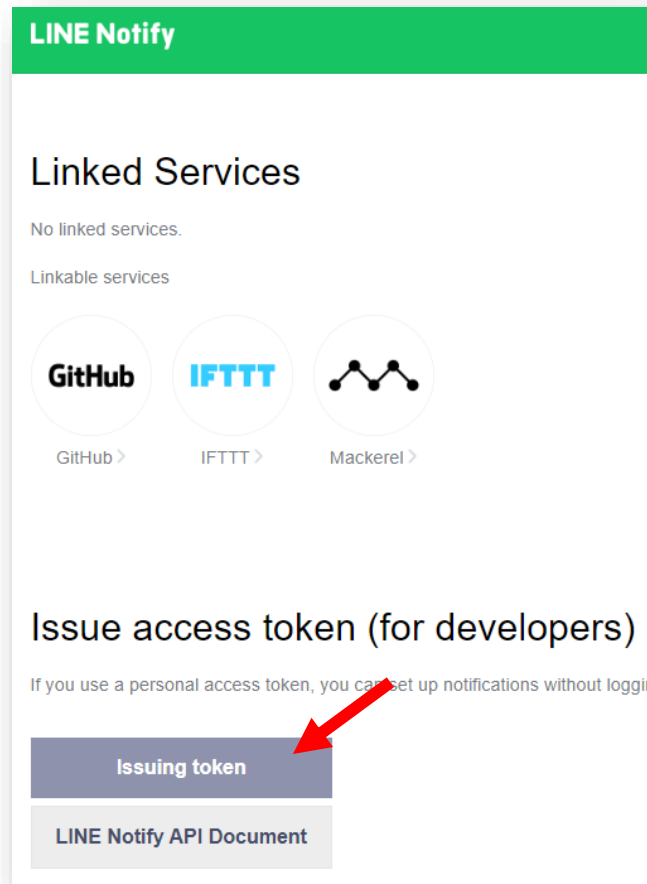 LINE Notify
Linked Services
No linked services.
Linkable services
GitHub IFTTT
GitHub IFTTT Mackerel
Issue access token (for developers)
If you use a personal access token, you can set up notifications without
Issuing token
LINE Notify API Document